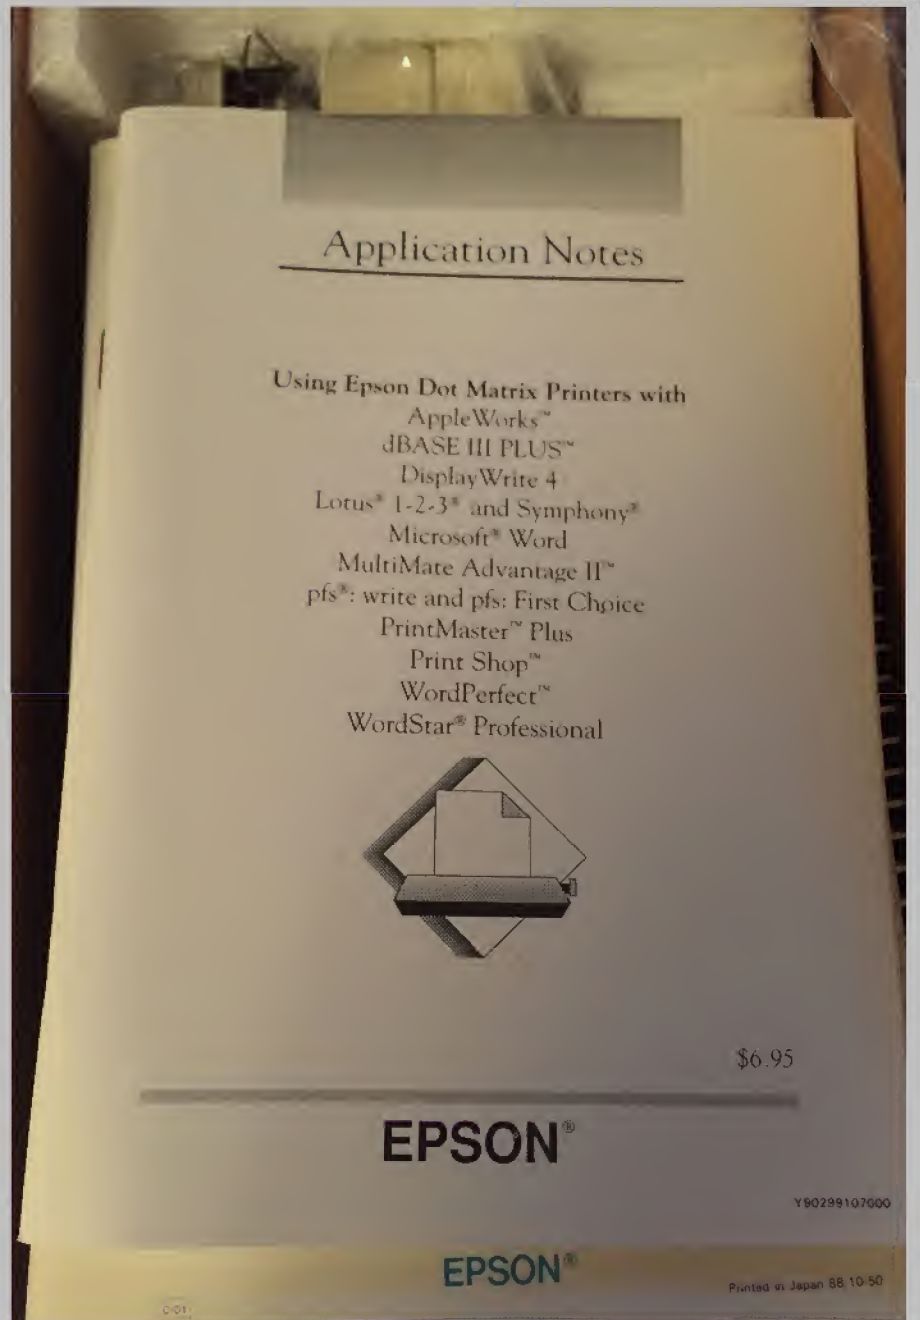 Application Notes
Using Epson Dot Matrix Printers with
AppleWorks™
dBASE III PLUS™
DisplayWrite 4
Lotus® 1-2-3® and Symphony®
Microsoft® Word
MultiMate Advantage II™
pfs®: write and pfs: First Choice
PrintMaster™ Plus
Print Shop™
WordPerfect™
WordStar® Professional
$6.95
EPSON®
Y90299107000
EPSON®
Printed in Japan 88.10-50
C-01